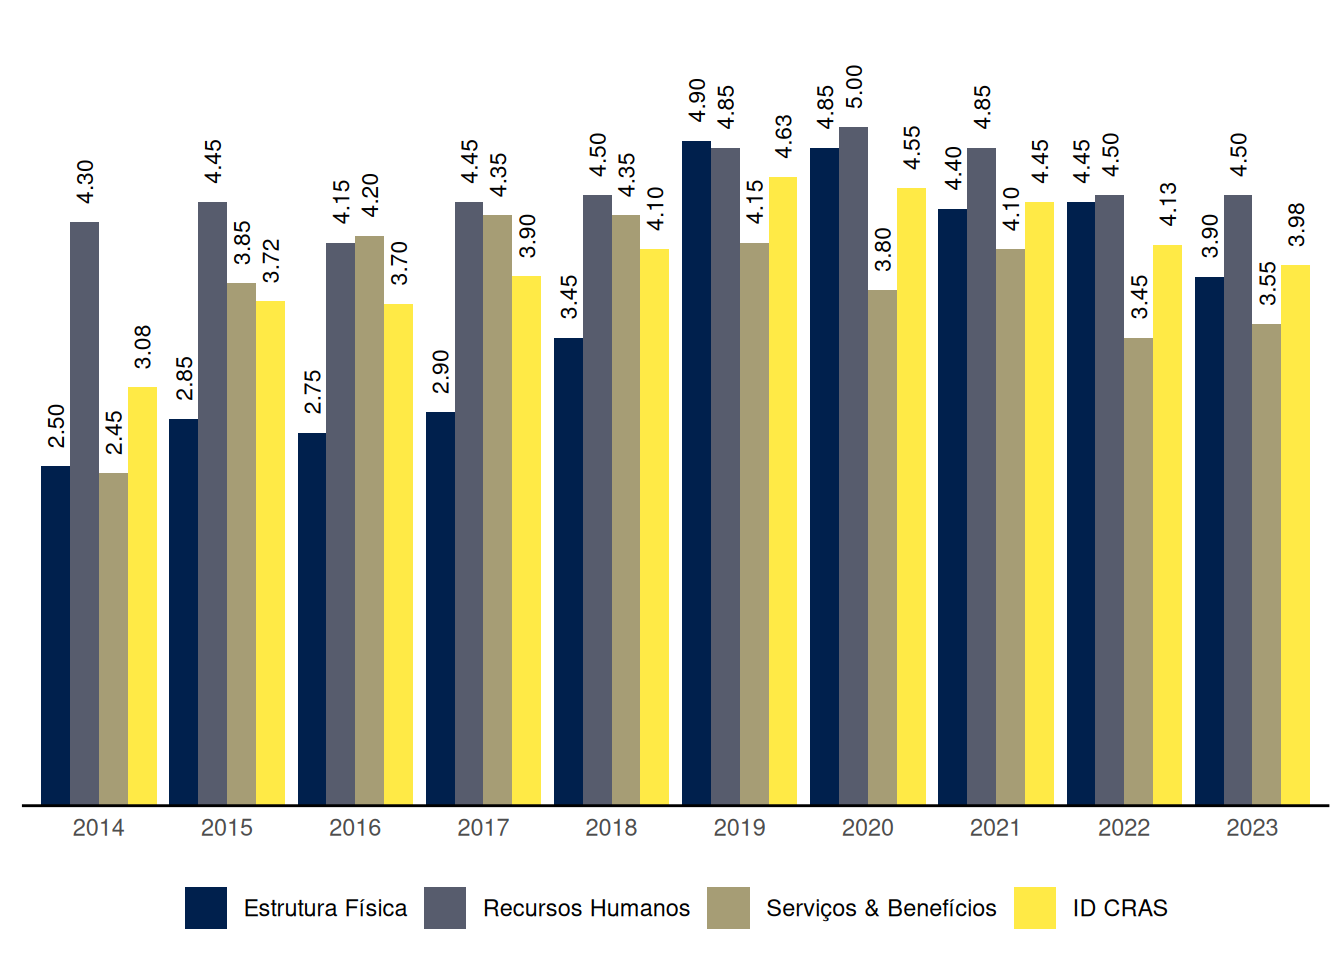 2.50 4.30 2.45 3.08
2.85 4.45 3.85 3.72
2.75 4.15 4.20 3.70
2.90 4.45 4.35 3.90
3.45 4.50 4.35 4.10
4.90 4.85 4.15 4.63
4.85 5.00 3.80 4.55
4.40 4.85 4.10 4.45
4.45 4.50 3.45 4.13
3.90 4.50 3.55 3.98
2014 2015 2016 2017 2018 2019 2020 2021 2022 2023
Estrutura Física Recursos Humanos Serviços & Benefícios ID CRAS